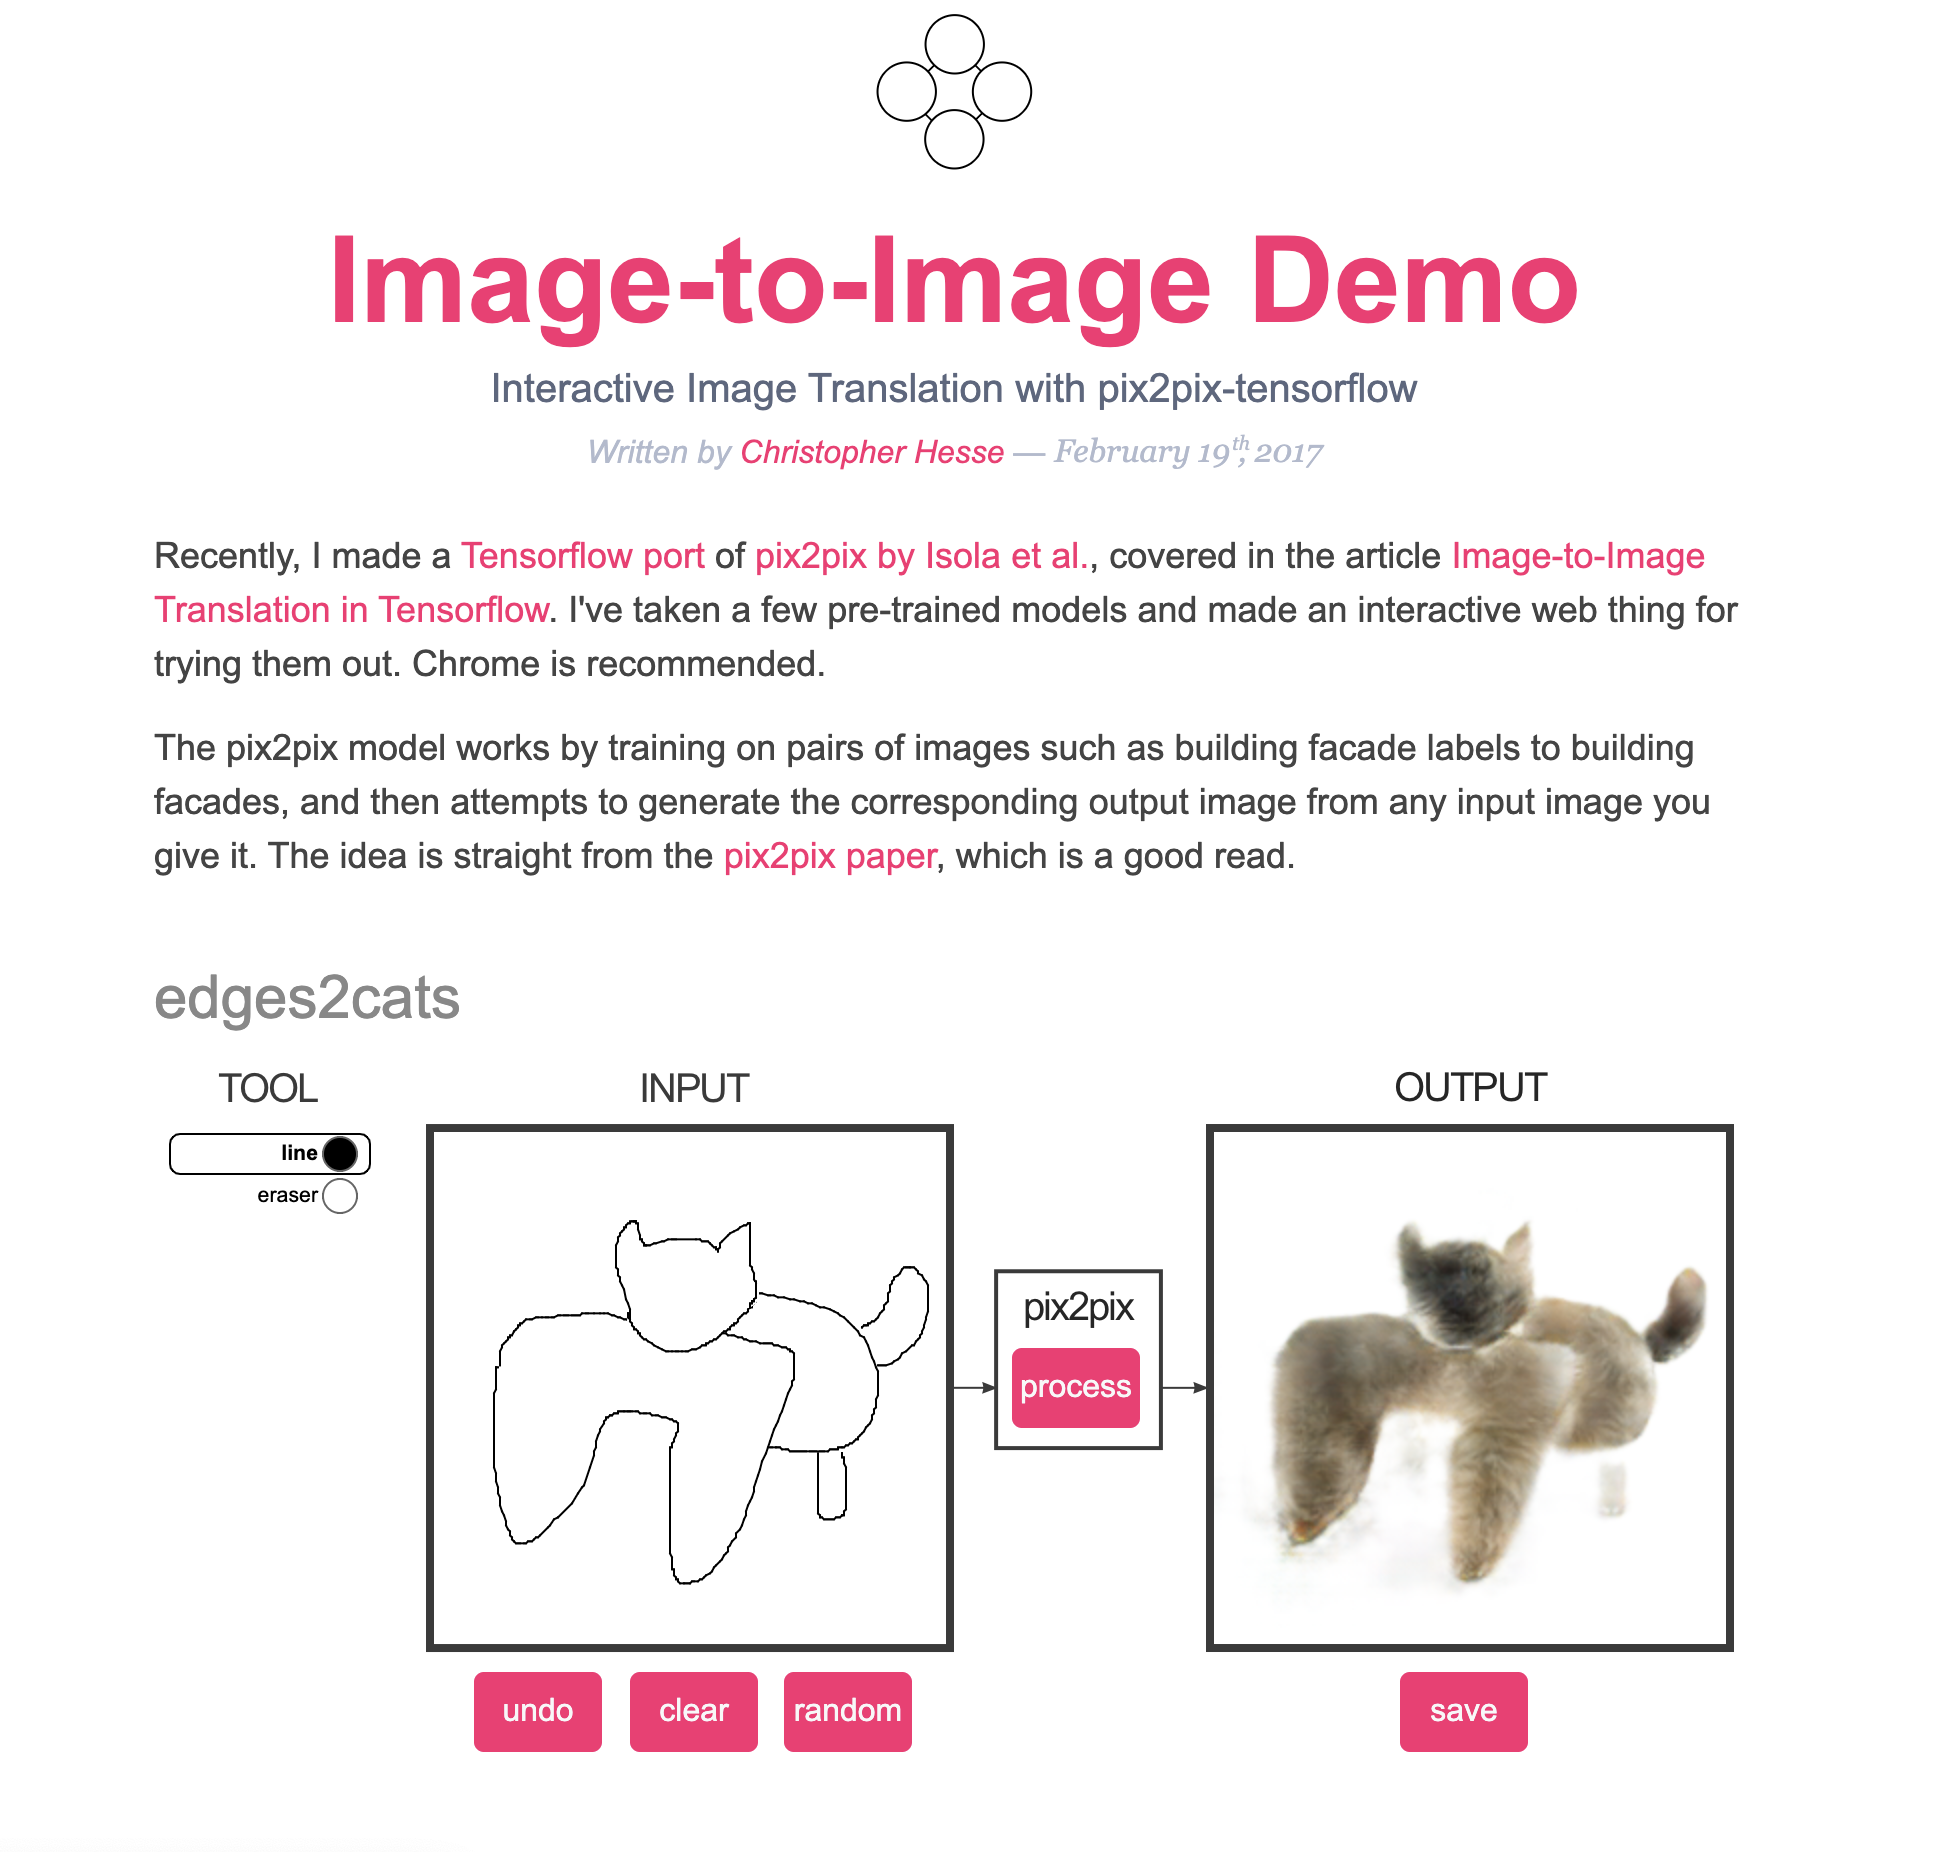 Image-to-Image Demo
Interactive Image Translation with pix2pix-tensorflow
Written by Christopher Hesse — February 19th, 2017
Recently, I made a Tensorflow port of pix2pix by Isola et al., covered in the article Image-to-Image
Translation in Tensorflow. I've taken a few pre-trained models and made an interactive web thing for
trying them out. Chrome is recommended.
The pix2pix model works by training on pairs of images such as building facade labels to building
facades, and then attempts to generate the corresponding output image from any input image you
give it. The idea is straight from the pix2pix paper, which is a good read.
edges2cats
TOOL
line
eraser
INPUT
undo
clear
random
pix2pix
process
OUTPUT
save